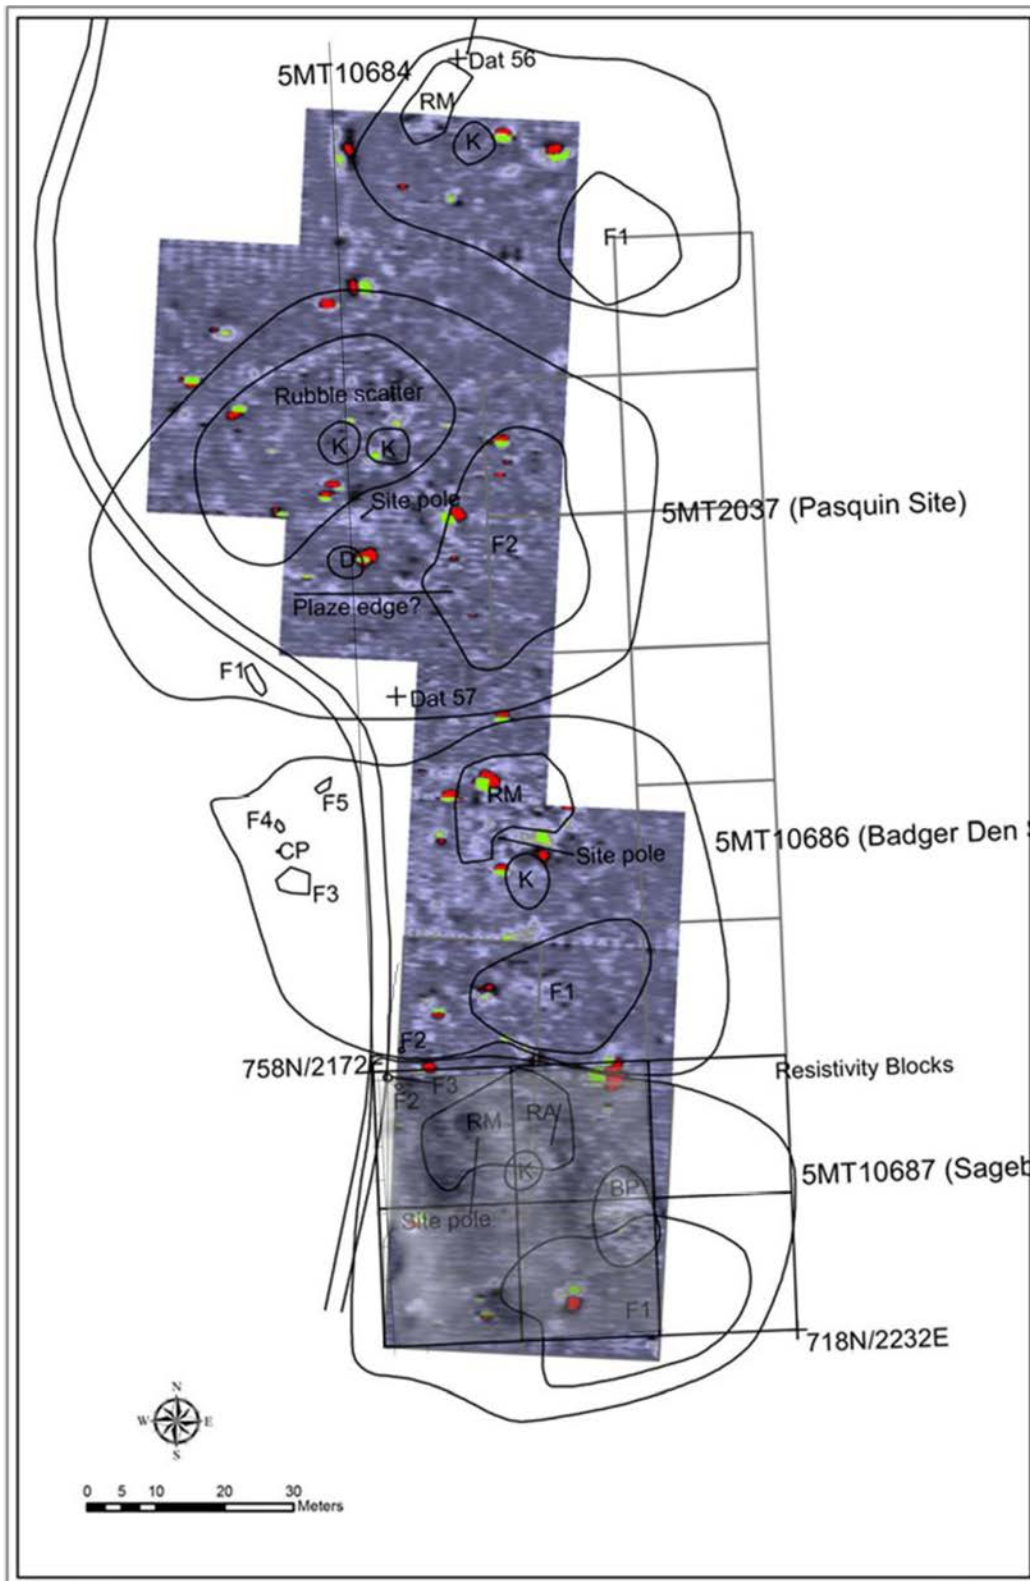 5MT10684
Dat 56
RM
K
F1
Rubble scatter
K
K
Site pole
5MT2037 (Pasquin Site)
F2
D
Plaze edge?
F1
Dat 57
F5
RM
F4
5MT10686 (Badger Den
CP
Site pole
F3
K
F1
F2
758N/2172
Resistivity Blocks
F3
F2
RM
RA
K
5MT10687 (Sageb
BP
Site pole
F1
718N/2232E
N
W
E
S
0 5 10 20 30
Meters